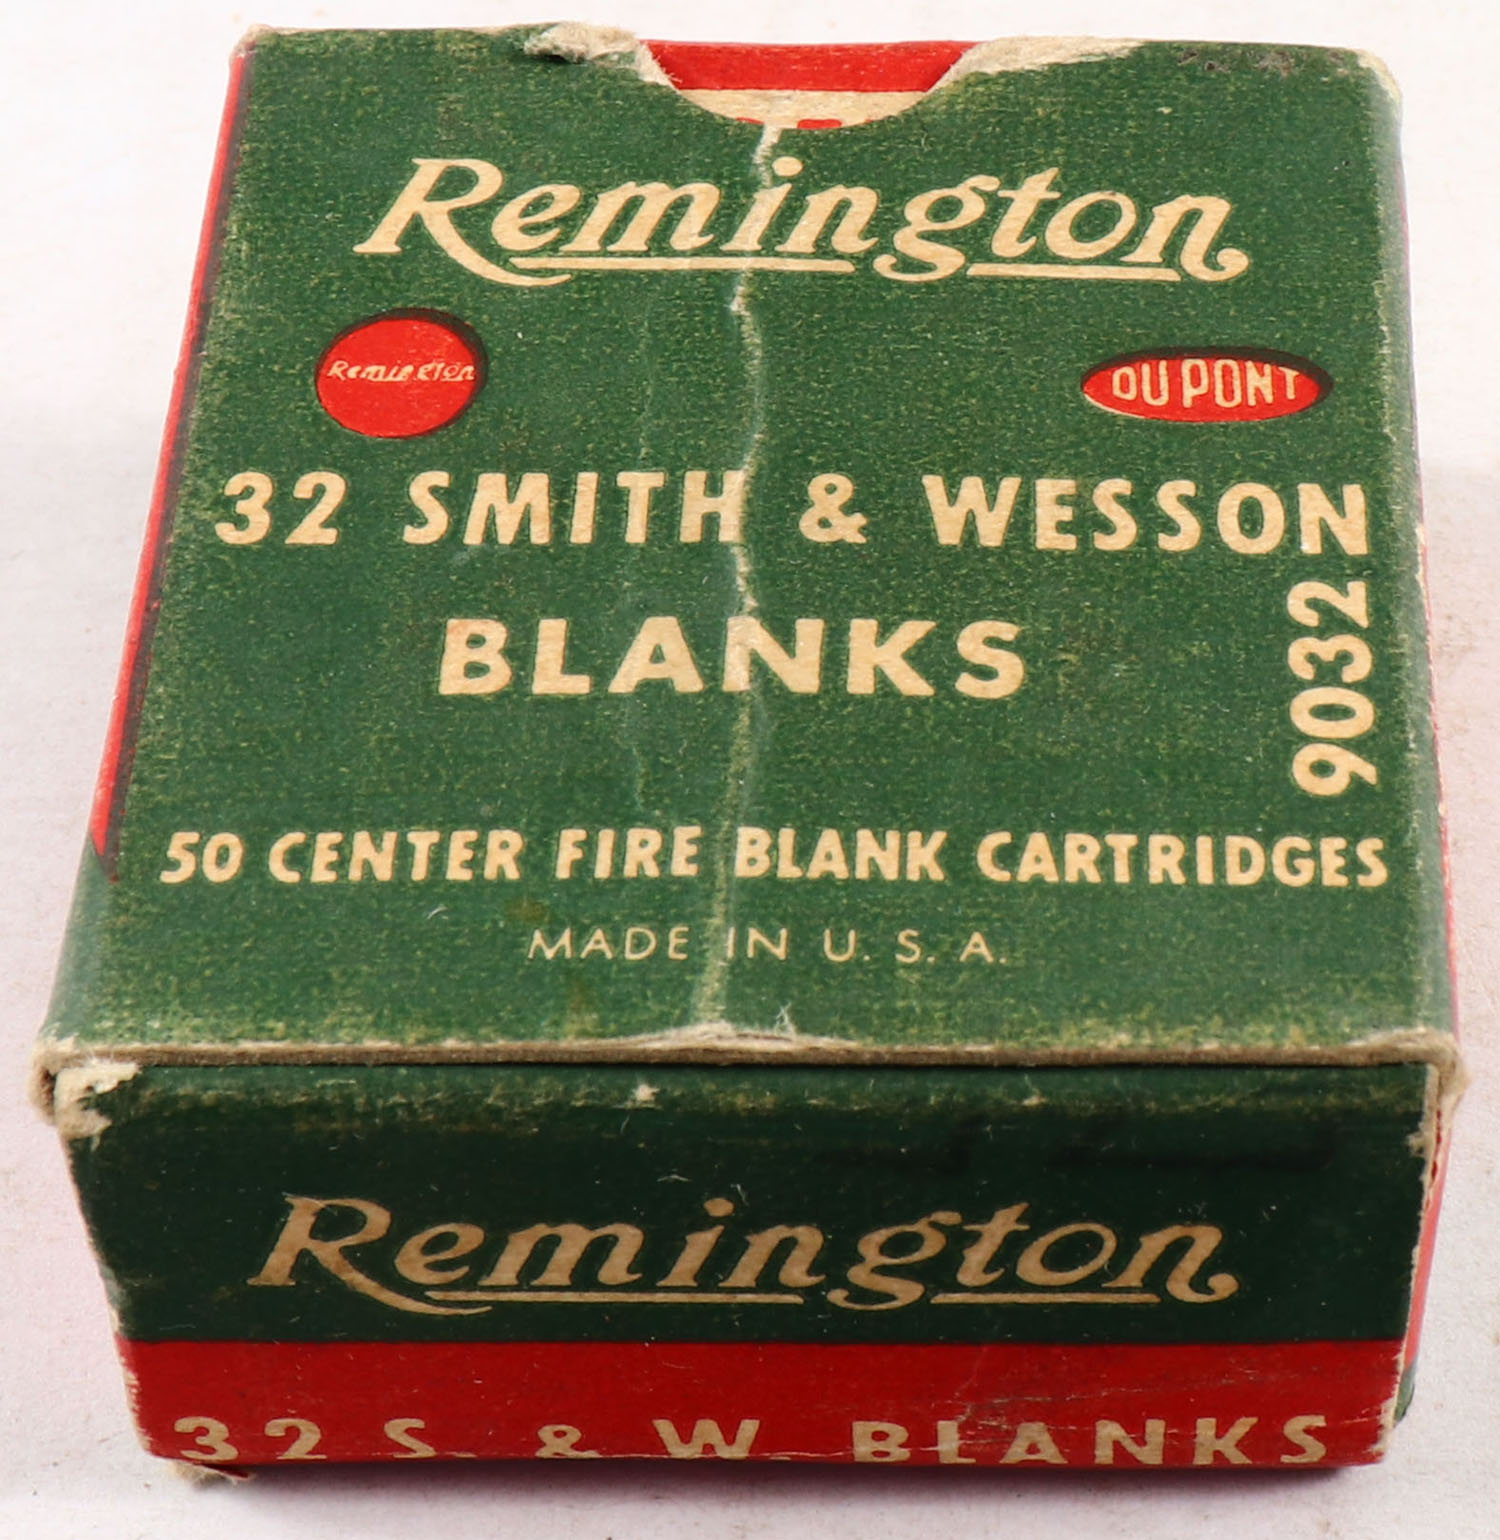 Remington
Remington
DU PONT
32 SMITH & WESSON
BLANKS
9032
50 CENTER FIRE BLANK CARTRIDGES
MADE IN U. S. A.
Remington
32 S. & W. BLANKS